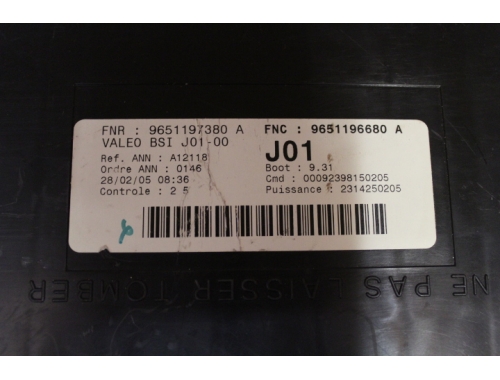 FNR : 9651197380 A
FNC : 9651196680 A
VALEO BSI J01-00
J01
Ref. ANN : A12118
Boot : 9.31
Ordre ANN : 0146
Cmd : 00092398150205
28/02/05 08:36
Puissance : 2314250205
Controle : 2 5
NE PAS LAISSER TOMBER